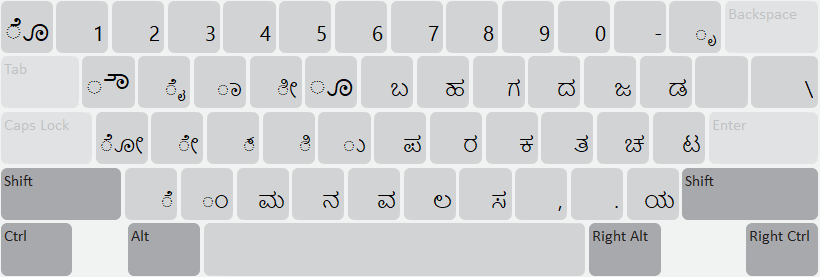 ೊ 1 2 3 4 5 6 7 8 9 0 - ೃ Backspace
Tab ೌ ೈ ಾ ೀ ೂ ಬ ಹ ಗ ದ ಜ ಡ \
Caps Lock ೋ ೇ ್ ಿ ು ಪ ರ ಕ ತ ಚ ಟ Enter
Shift ೆ ಂ ಮ ನ ವ ಲ ಸ , . ಯ Shift
Ctrl Alt Right Alt Right Ctrl